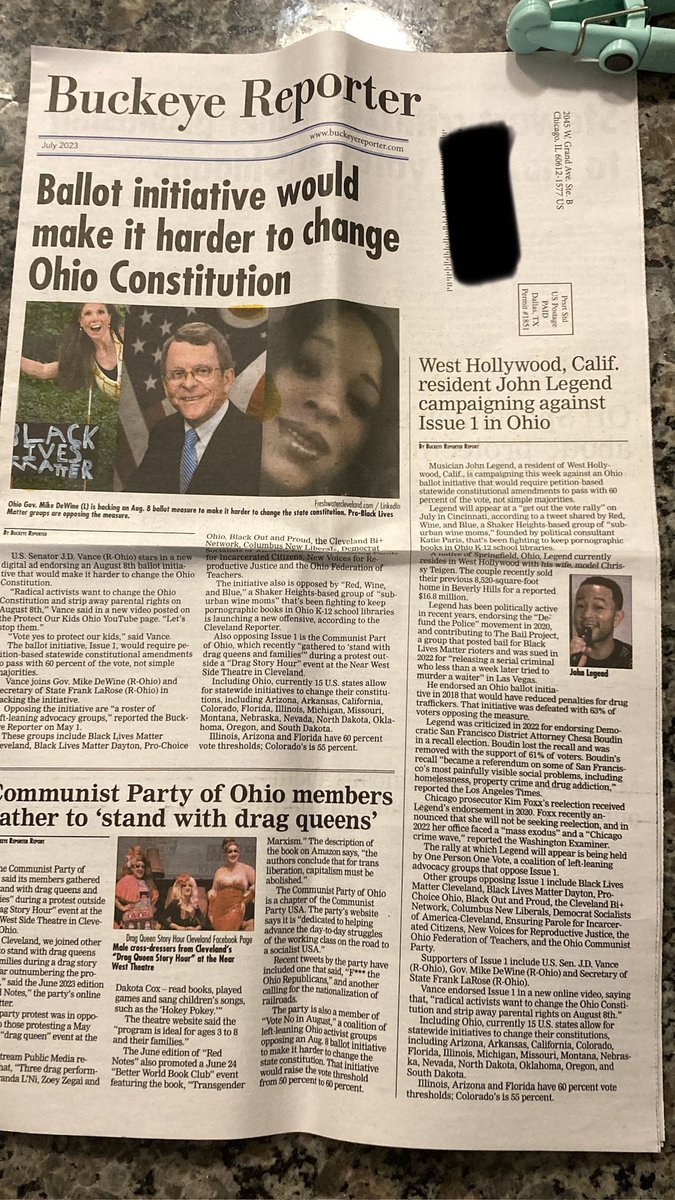 Buckeye Reporter
www.buckeyereporter.com
July 2023
2045 W. Grand Ave. Ste. B
Chicago, IL 60612-1577 US
Prsrt Std
US Postage
PAID
Dallas, TX
Permit #1851
Ballot initiative would
make it harder to change
Ohio Constitution
BLACK
LIVES
MATTER
Freshwatercleveland.com / LinkedIn
Ohio Gov. Mike DeWine (L) is backing an Aug. 8 ballot measure to make it harder to change the state constitution. Pro-Black Lives
Matter groups are opposing the measure.
By Buckeye Reporter
U.S. Senator J.D. Vance (R-Ohio) stars in a new
digital ad endorsing an August 8th ballot initia-
tive that would make it harder to change the Ohio
Constitution.
"Radical activists want to change the Ohio
Constitution and strip away parental rights on
August 8th," Vance said in a new video posted on
the Protect Our Kids Ohio YouTube page. "Let's
stop them."
"Vote yes to protect our kids," said Vance.
The ballot initiative, Issue 1, would require pe-
tition-based statewide constitutional amendments
to pass with 60 percent of the vote, not simple
majorities.
Vance joins Gov. Mike DeWine (R-Ohio) and
Secretary of State Frank LaRose (R-Ohio) in
backing the initiative.
Opposing the initiative are "a roster of
left-leaning advocacy groups," reported the Buck-
eye Reporter on May 1.
These groups include Black Lives Matter
Cleveland, Black Lives Matter Dayton, Pro-Choice
Ohio, Black Out and Proud, the Cleveland Bi+
Network, Columbus New Liberals, Democrat
for Incarcerated Citizens, New Voices for Re-
productive Justice and the Ohio Federation of
Teachers.
The initiative also is opposed by "Red, Wine,
and Blue," a Shaker Heights-based group of "sub-
urban wine moms" that's been fighting to keep
pornographic books in Ohio K-12 school libraries
is launching a new offensive, according to the
Cleveland Reporter.
Also opposing Issue 1 is the Communist Part
of Ohio, which recently "gathered to 'stand with
drag queens and families'" during a protest outs-
side a "Drag Story Hour" event at the Near West
Side Theatre in Cleveland.
Including Ohio, currently 15 U.S. states allow
for statewide initiatives to change their constitu-
tions, including Arizona, Arkansas, California,
Colorado, Florida, Illinois, Michigan, Missouri,
Montana, Nebraska, Nevada, North Dakota, Okla-
homa, Oregon, and South Dakota.
Illinois, Arizona and Florida have 60 percent
vote thresholds; Colorado's is 55 percent.
West Hollywood, Calif.
resident John Legend
campaigning against
Issue 1 in Ohio
By Buckeye Reporter Report
Musician John Legend, a resident of West Holly-
wood, Calif., is campaigning this week against an Ohio
ballot initiative that would require petition-based
statewide constitutional amendments to pass with 60
percent of the vote, not simple majorities.
Legend will appear at a "get out the vote rally" on
July in Cincinnati, according to a tweet shared by Red,
Wine, and Blue, a Shaker Heights-based group of "sub-
urban wine moms," founded by political consultant
Katie Paris, that's been fighting to keep pornographic
books in Ohio K-12 school libraries.
A native of Springfield, Ohio, Legend currently
resides in West Hollywood with his wife, model Chris-
sy Teigen. The couple recently sold
their previous 8,520-square-foot
home in Beverly Hills for a reported
$16.8 million.
Legend has been politically active
in recent years, endorsing the "De-
fund the Police" movement in 2020,
and contributing to The Bail Project,
a group that posted bail for Black
Lives Matter rioters and was sued in
2022 for "releasing a serial criminal
who less than a week later tried to
murder a waiter" in Las Vegas.
John Legend
He endorsed an Ohio ballot initia-
tive in 2018 that would have reduced penalties for drug
traffickers. That initiative was defeated with 63% of
voters opposing the measure.
Legend was criticized in 2022 for endorsing Demo-
cratic San Francisco District Attorney Chesa Boudin
in a recall election. Boudin lost the recall and was
removed with the support of 61% of voters. Boudin's
recall "became a referendum on some of San Francis-
co's most painfully visible social problems, including
homelessness, property crime and drug addiction,"
reported the Los Angeles Times.
Chicago prosecutor Kim Foxx's reelection received
Legend's endorsement in 2020. Foxx recently an-
nounced that she will not be seeking reelection, and in
2022 her office faced a "mass exodus" and a "Chicago
crime wave," reported the Washington Examiner.
The rally at which Legend will appear is being held
by One Person One Vote, a coalition of left-leaning
advocacy groups that oppose Issue 1.
Other groups opposing Issue 1 include Black Lives
Matter Cleveland, Black Lives Matter Dayton, Pro-
Choice Ohio, Black Out and Proud, the Cleveland Bi+
Network, Columbus New Liberals, Democrat Socialists
of America-Cleveland, Ensuring Parole for Incarcer-
ated Citizens, New Voices for Reproductive Justice, the
Ohio Federation of Teachers, and the Ohio Communist
Party.
Supporters of Issue 1 include U.S. Sen. J.D. Vance
(R-Ohio), Gov. Mike DeWine (R-Ohio) and Secretary of
State Frank LaRose (R-Ohio).
Vance endorsed Issue 1 in a new online video, saying
that, "radical activists want to change the Ohio Consti-
tution and strip away parental rights on August 8th."
Including Ohio, currently 15 U.S. states allow for
statewide initiatives to change their constitutions,
including Arizona, Arkansas, California, Colorado,
Florida, Illinois, Michigan, Missouri, Montana, Nebras-
ka, Nevada, North Dakota, Oklahoma, Oregon, and
South Dakota.
Illinois, Arizona and Florida have 60 percent vote
thresholds; Colorado's is 55 percent.
Communist Party of Ohio members
gather to 'stand with drag queens'
Buckeye Reporter Report
The Communist Party of
said its members gathered
stand with drag queens and
families" during a protest outside
"Drag Story Hour" event at the
West Side Theatre in Cleve-
Ohio.
Cleveland, we joined other
to stand with drag queens
families during a drag story
far outnumbering the pro-
," said the June 2023 edition
Notes," the party's online
party protest was in oppo-
those protesting a May
"drag queen" event at the
stream Public Media re-
that, "Three drag perform-
Miranda L'Ni, Zoey Zegai and
Drag Queen Story Hour Cleveland Facebook Page
Male cross-dressers from Cleveland's
"Drag Queen Story Hour" at the Near
West Theatre
Dakota Cox – read books, played
games and sang children's songs,
such as the 'Hokey Pokey.'"
The theatre website said the
"program is ideal for ages 3 to 8
and their families."
The June edition of "Red
Notes" also promoted a June 24
"Better World Book Club" event
featuring the book, "Transgender
Marxism." The description of
the book on Amazon says, "the
authors conclude that for trans
liberation, capitalism must be
abolished."
The Communist Party of Ohio
is a chapter of the Communist
Party USA. The party's website
says it is "dedicated to helping
advance the day-to-day struggles
of the working class on the road to
a socialist USA."
Recent tweets by the party have
included one that said, "F*** the
Ohio Republicans," and another
calling for the nationalization of
railroads.
The party is also a member of
"Vote No in August," a coalition of
left-leaning Ohio activist groups
opposing an Aug. 8 ballot initiative
to make it harder to change the
state constitution. That initiative
would raise the vote threshold
from 50 percent to 60 percent.